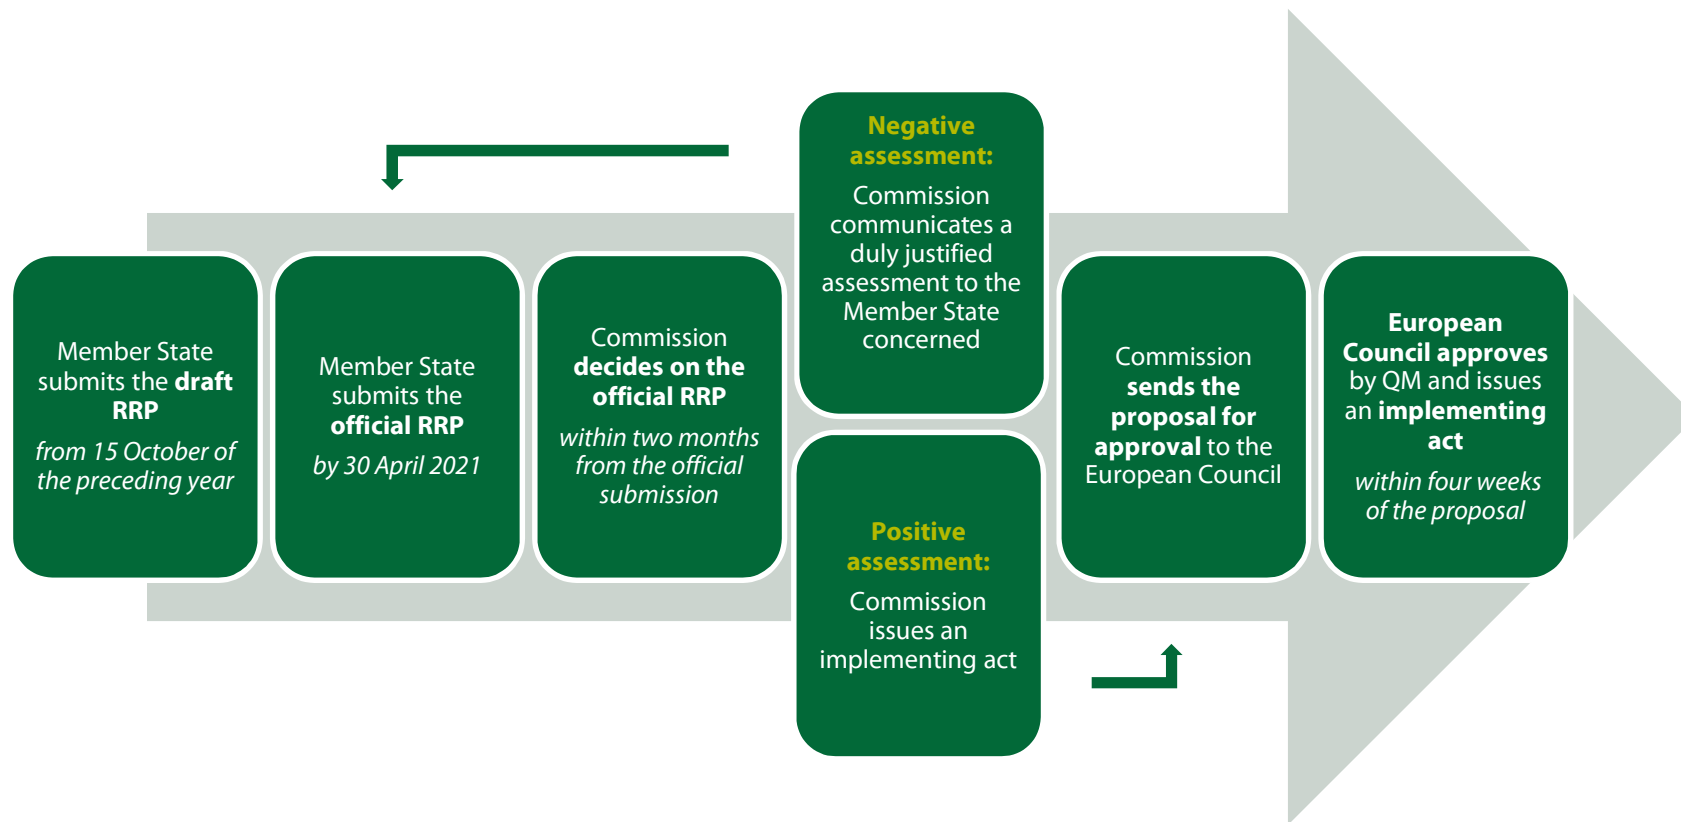 Member State
submits the draft
RRP
from 15 October of
the preceding year
Member State
submits the
official RRP
by 30 April 2021
Commission
decides on the
official RRP
within two months
from the official
submission
Negative
assessment:
Commission
communicates a
duly justified
assessment to the
Member State
concerned
Positive
assessment:
Commission
issues an
implementing act
Commission
sends the
proposal for
approval to the
European Council
European
Council approves
by QM and issues
an implementing
act
within four weeks
of the proposal